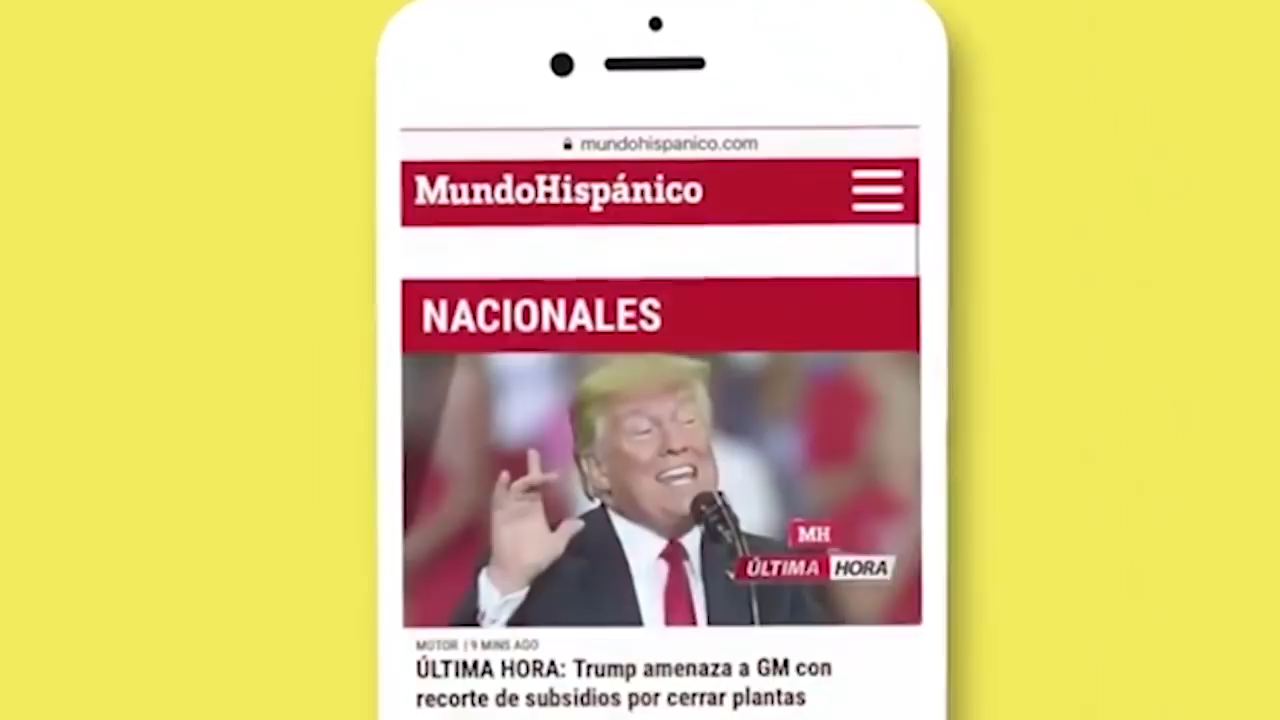 mundohispanico.com
MundoHispánico
NACIONALES
MH
ÚLTIMA HORA
MOTOR | 9 MINS AGO
ÚLTIMA HORA: Trump amenaza a GM con
recorte de subsidios por cerrar plantas